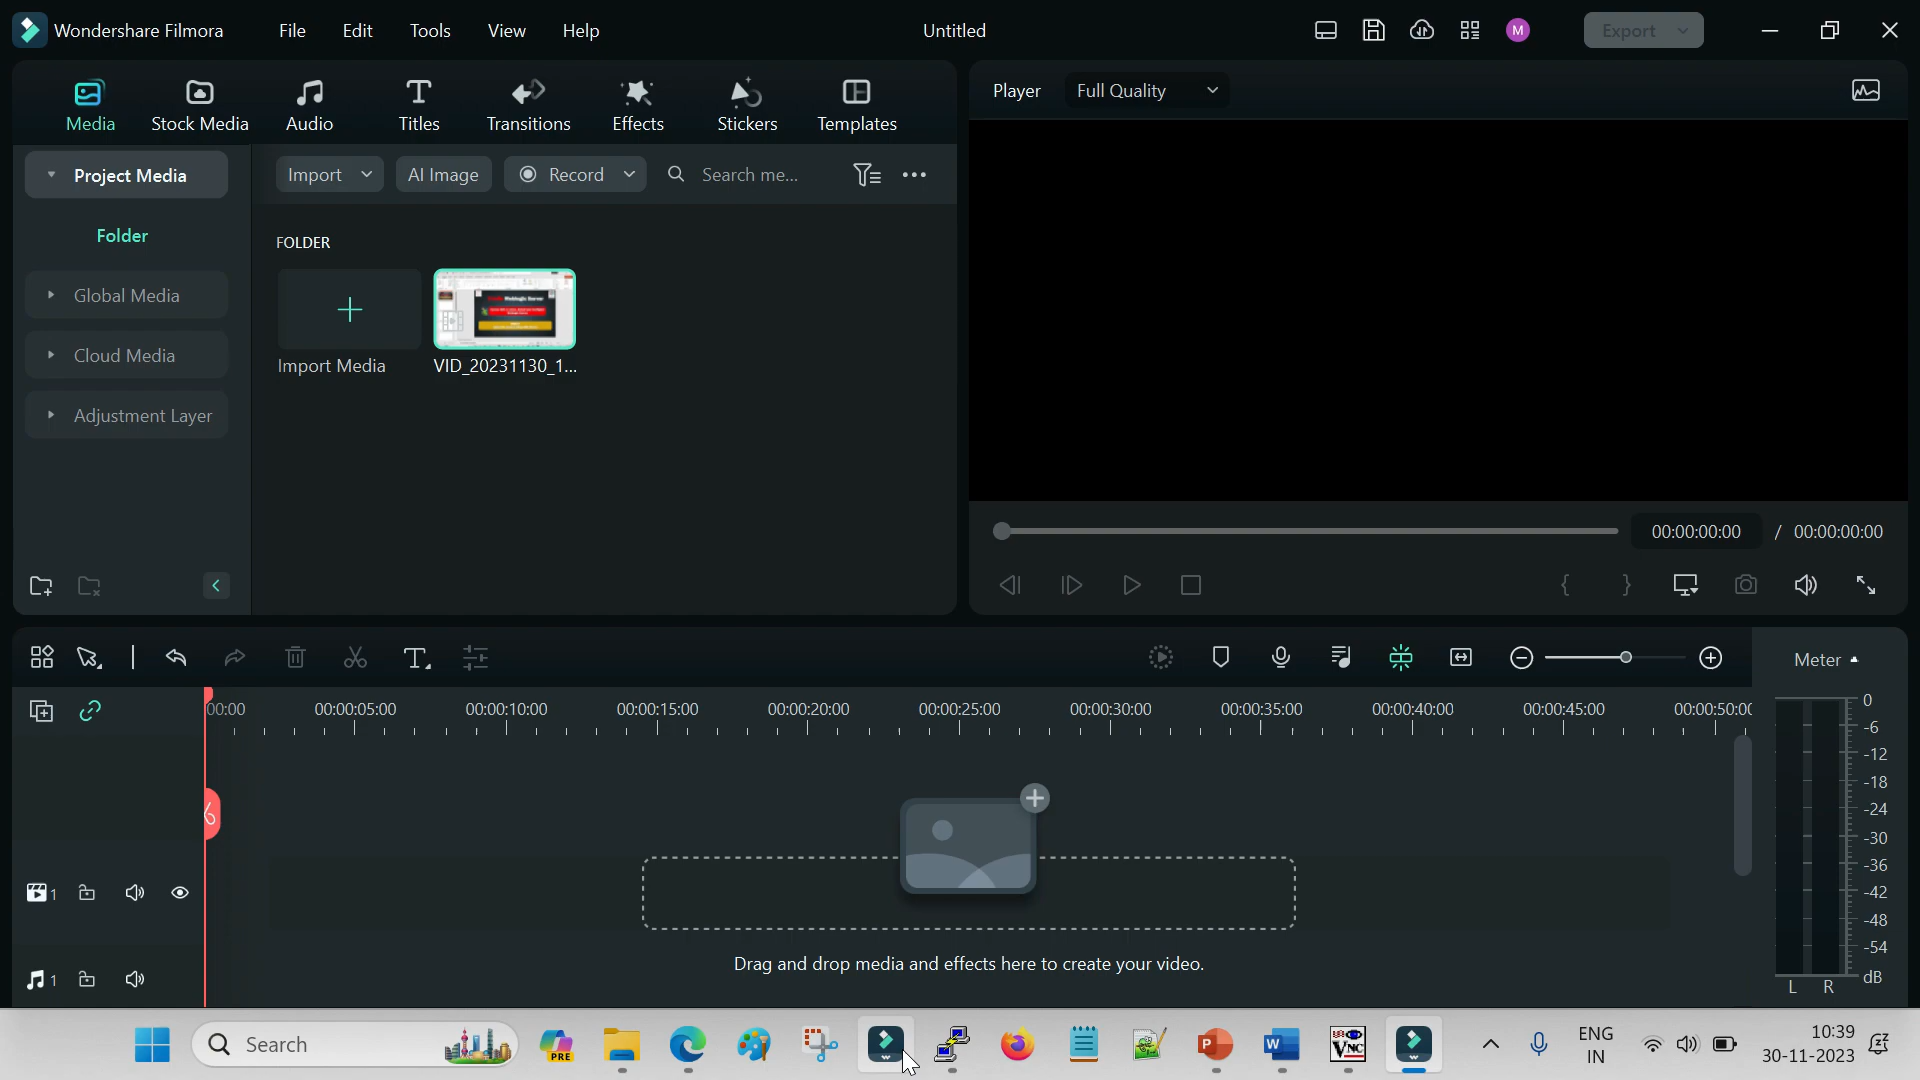 Wondershare Filmora File Edit Tools View Help Untitled M Export
Media Stock Media Audio Titles Transitions Effects Stickers Templates
Player Full Quality
Project Media
Import AI Image Record Search me...
Folder
FOLDER
Global Media
Cloud Media
Adjustment Layer
Import Media VID_20231130_1...
00:00:00:00 / 00:00:00:00
Meter
00:00 00:00:05:00 00:00:10:00 00:00:15:00 00:00:20:00 00:00:25:00 00:00:30:00 00:00:35:00 00:00:40:00 00:00:45:00 00:00:50:00
0
-6
-12
-18
-24
-30
-36
-42
-48
-54
dB
L R
1
Drag and drop media and effects here to create your video.
1
Search
PRE
ENG
IN
10:39
30-11-2023